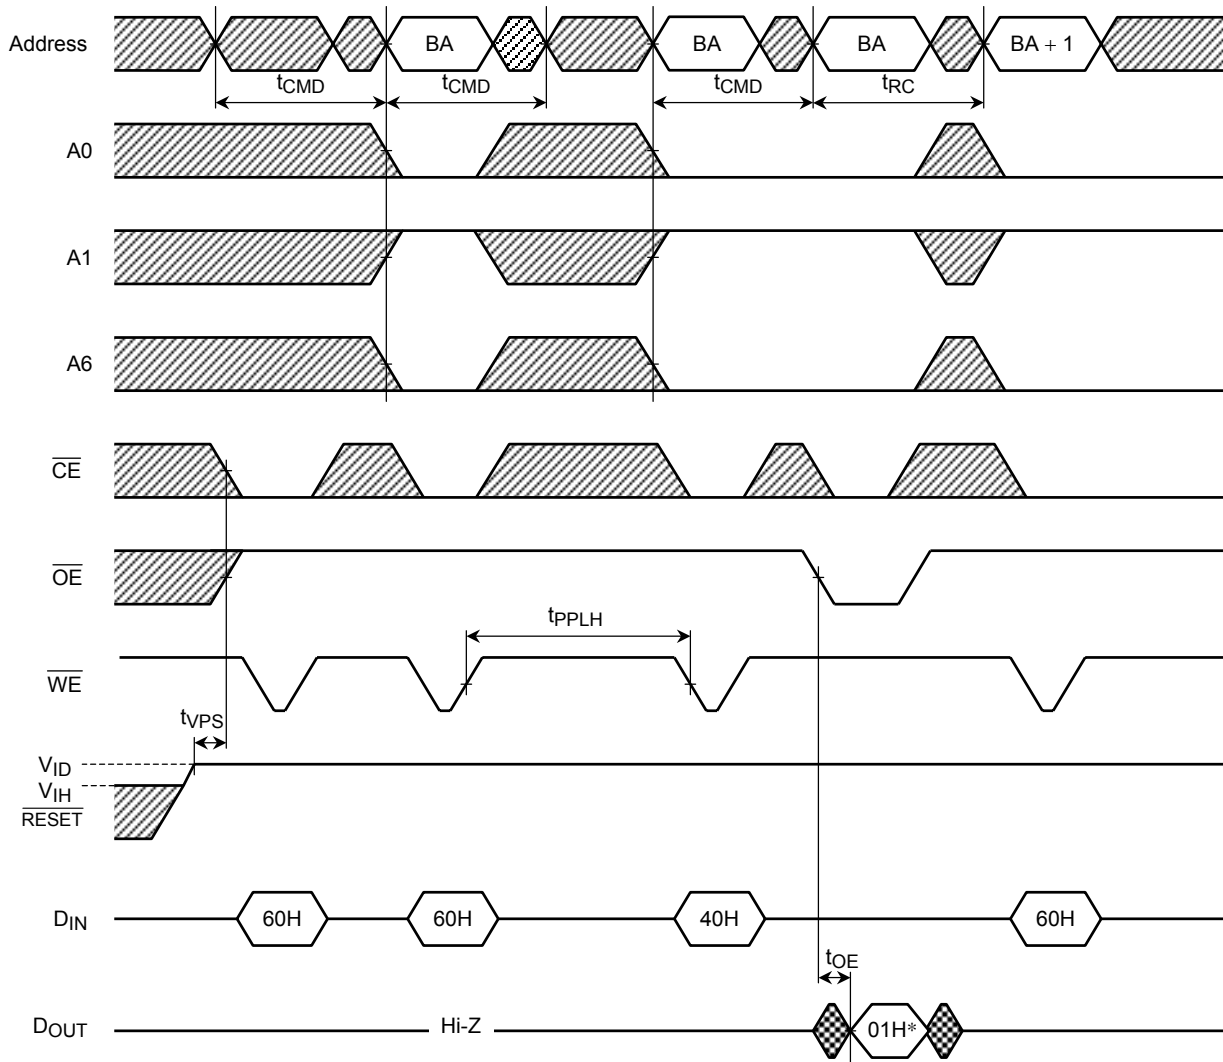 Address BA BA BA BA + 1
tCMD tCMD tCMD tRC
A0
A1
A6
CE
OE
tPPLH
WE
tVPS
VID
VIH
RESET
DIN 60H 60H 40H 60H
tOE
DOUT Hi-Z 01H*